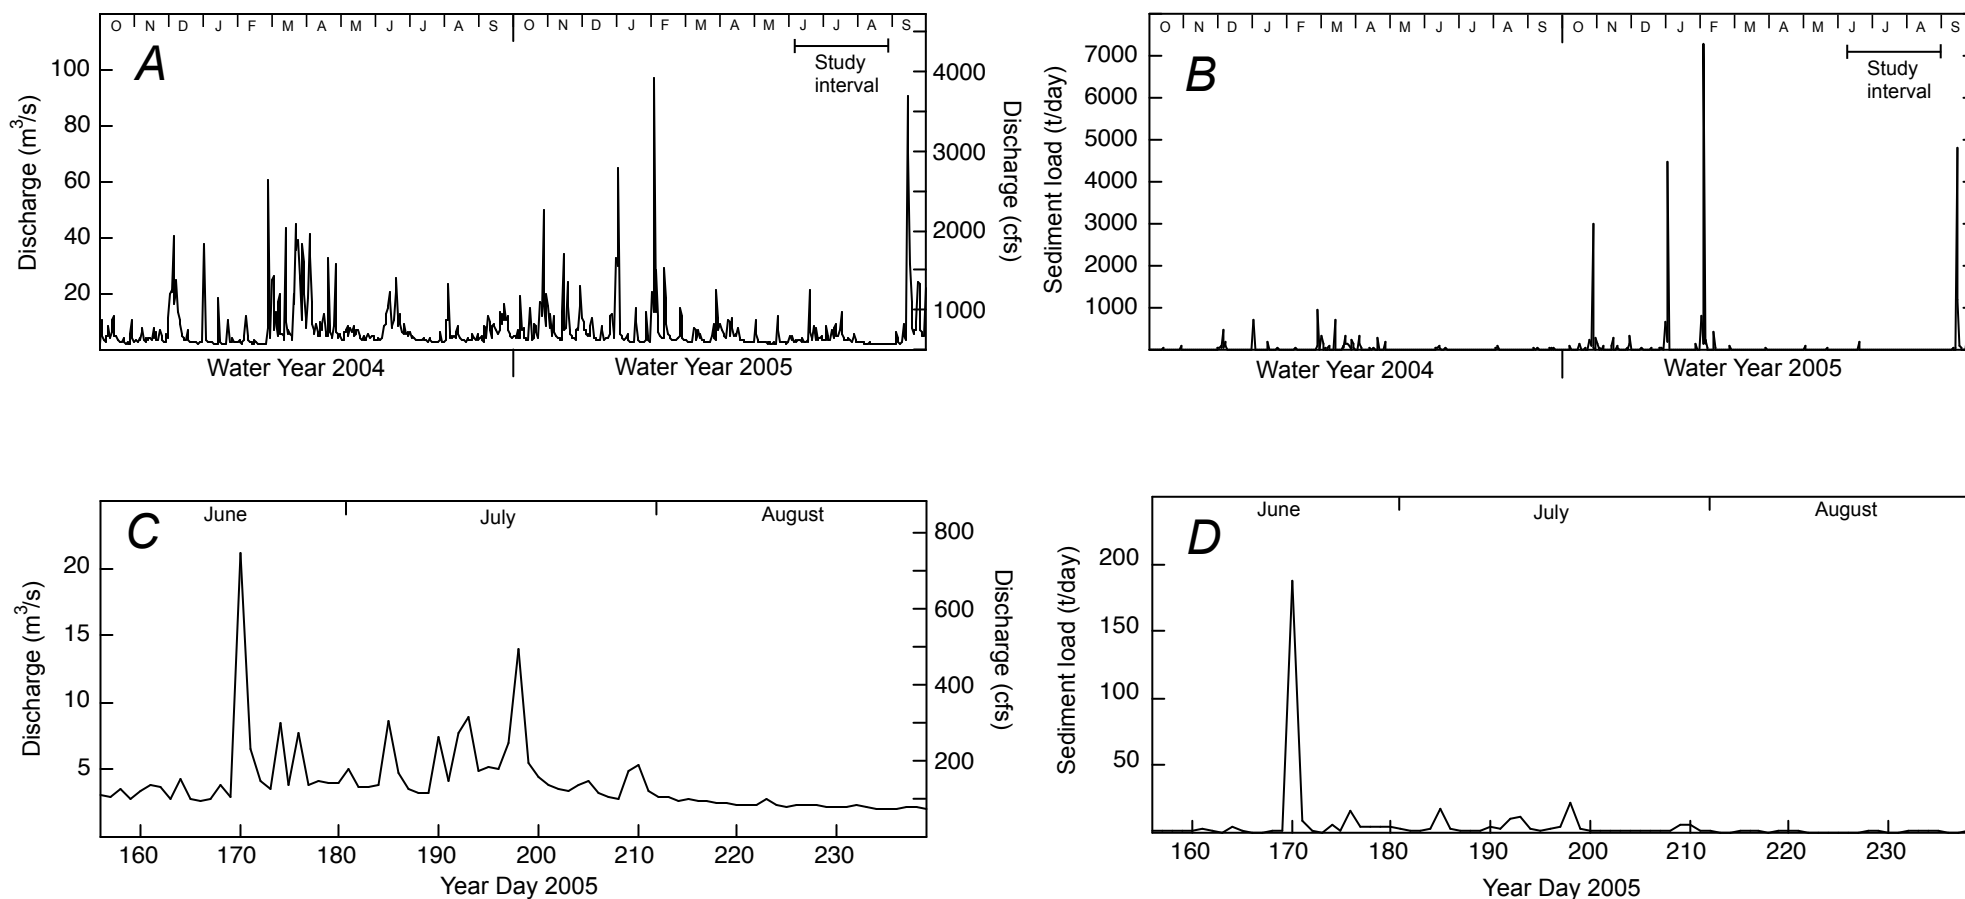 O N D J F M A M J J A S O N D J F M A M J J A S
A
Study
interval
100
80
60
40
20
Discharge (m³/s)
4000
3000
2000
1000
Discharge (cfs)
Water Year 2004
Water Year 2005
O N D J F M A M J J A S O N D J F M A M J J A S
B
Study
interval
7000
6000
5000
4000
3000
2000
1000
Sediment load (t/day)
Water Year 2004
Water Year 2005
June July August
C
20
15
10
5
Discharge (m³/s)
800
600
400
200
Discharge (cfs)
160 170 180 190 200 210 220 230
Year Day 2005
June July August
D
200
150
100
50
Sediment load (t/day)
160 170 180 190 200 210 220 230
Year Day 2005